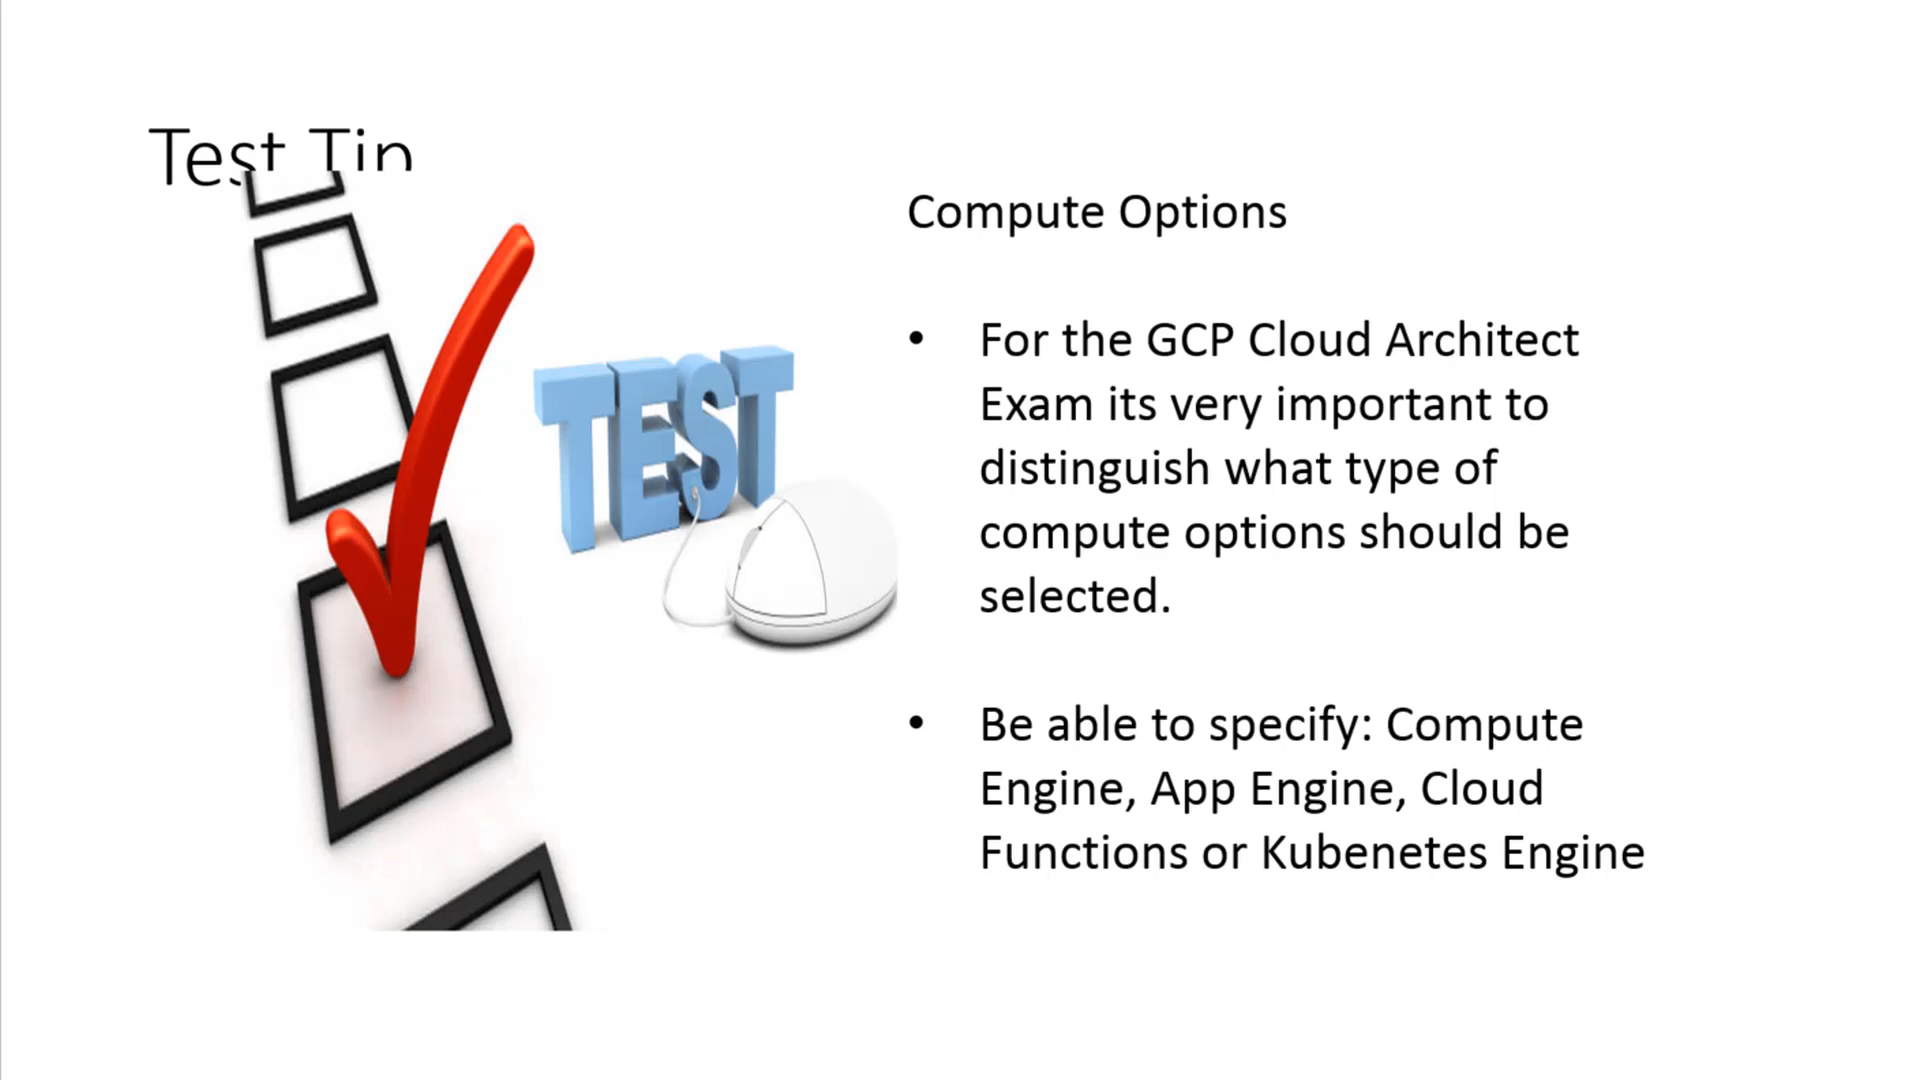 Test Tip
Compute Options
• For the GCP Cloud Architect
Exam its very important to
distinguish what type of
compute options should be
selected.
• Be able to specify: Compute
Engine, App Engine, Cloud
Functions or Kubenetes Engine
TEST